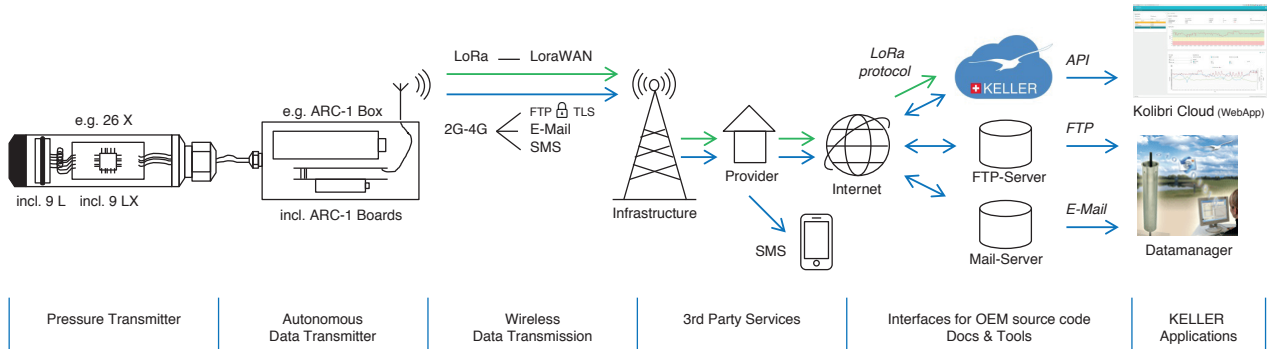 e.g. 26 X
incl. 9 L
incl. 9 LX
e.g. ARC-1 Box
incl. ARC-1 Boards
LoRa — LoraWAN
2G-4G
FTP TLS
E-Mail
SMS
Infrastructure
Provider
SMS
Internet
LoRa
protocol
KELLER
FTP-Server
Mail-Server
API
Kolibri Cloud (WebApp)
FTP
E-Mail
Datamanager
Pressure Transmitter
Autonomous
Data Transmitter
Wireless
Data Transmission
3rd Party Services
Interfaces for OEM source code
Docs & Tools
KELLER
Applications